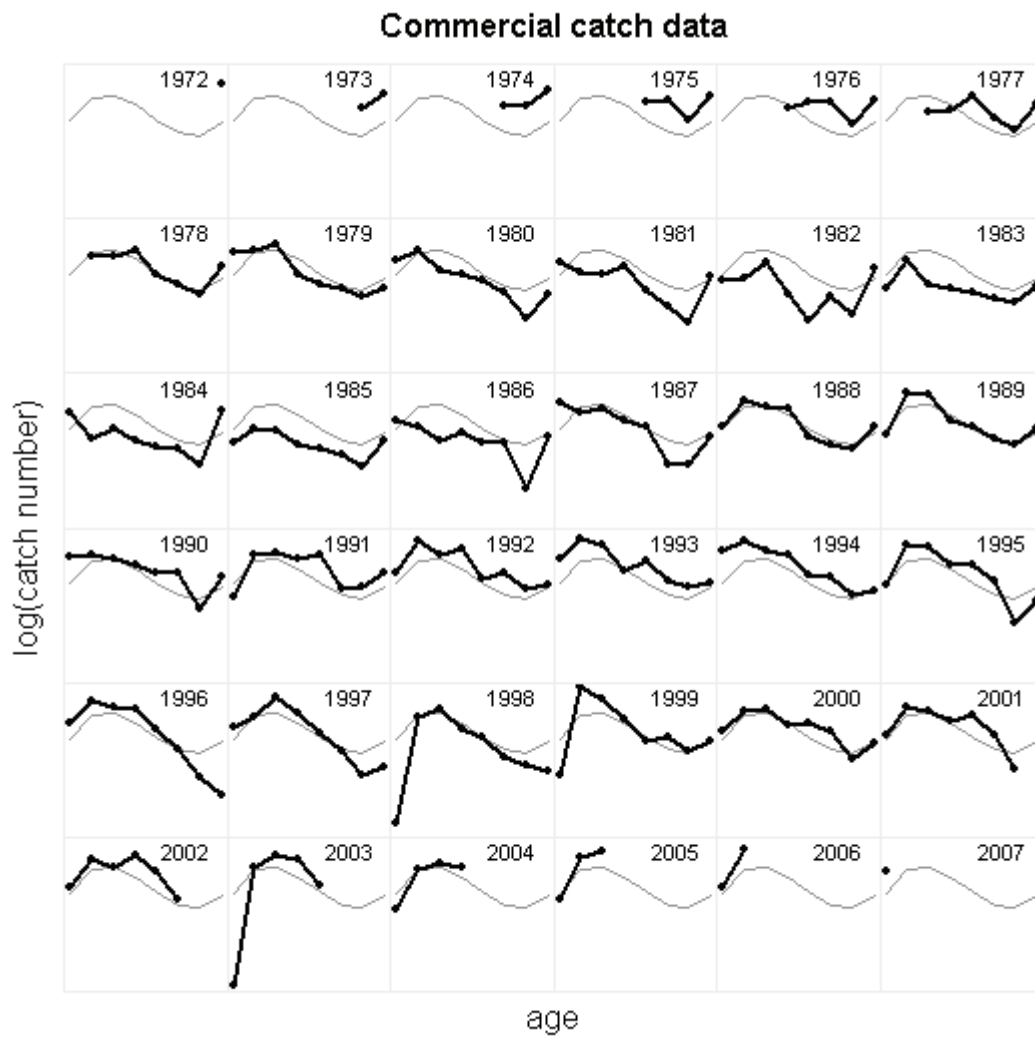 Commercial catch data
1972 1973 1974 1975 1976 1977
1978 1979 1980 1981 1982 1983
1984 1985 1986 1987 1988 1989
1990 1991 1992 1993 1994 1995
1996 1997 1998 1999 2000 2001
2002 2003 2004 2005 2006 2007
log(catch number)
age